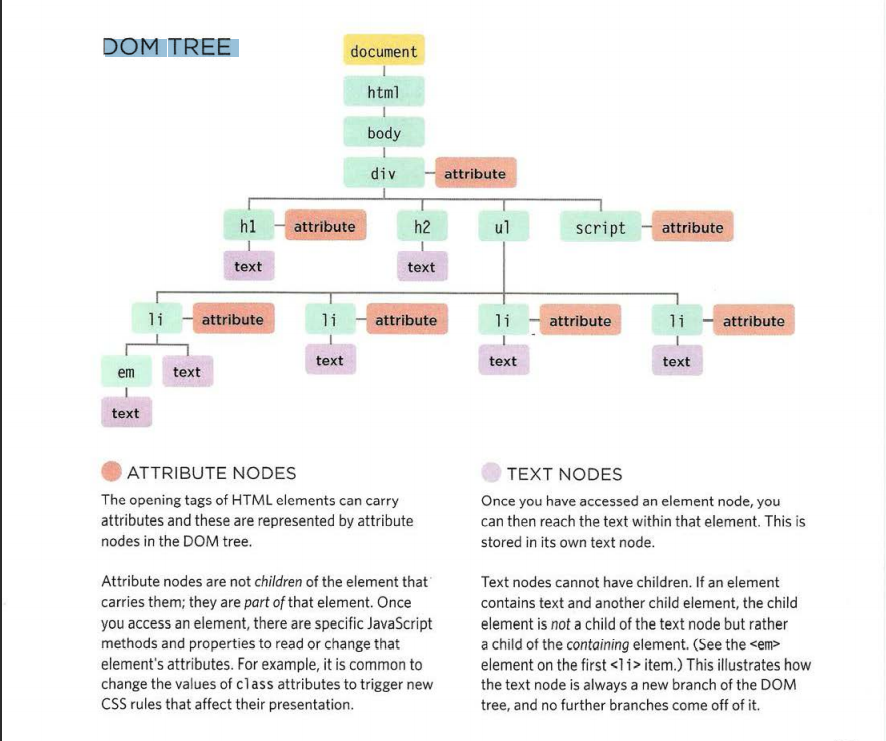 DOM TREE
document
html
body
div attribute
h1 attribute h2 ul script attribute
text text
li attribute li attribute li attribute li attribute
em text text text text
text
ATTRIBUTE NODES
The opening tags of HTML elements can carry
attributes and these are represented by attribute
nodes in the DOM tree.
Attribute nodes are not children of the element that
carries them; they are part of that element. Once
you access an element, there are specific JavaScript
methods and properties to read or change that
element's attributes. For example, it is common to
change the values of class attributes to trigger new
CSS rules that affect their presentation.
TEXT NODES
Once you have accessed an element node, you
can then reach the text within that element. This is
stored in its own text node.
Text nodes cannot have children. If an element
contains text and another child element, the child
element is not a child of the text node but rather
a child of the containing element. (See the <em>
element on the first <li> item.) This illustrates how
the text node is always a new branch of the DOM
tree, and no further branches come off of it.